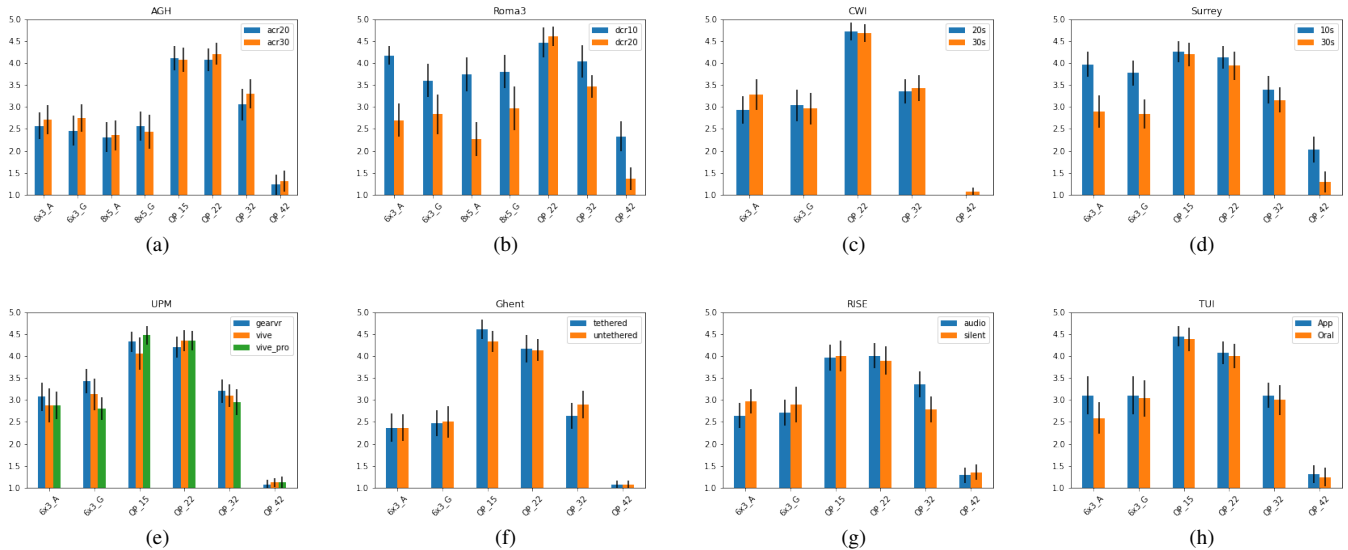 AGH
acr20
acr30
5.0
4.5
4.0
3.5
3.0
2.5
2.0
1.5
1.0
6x3_A
6x3_G
8x5_A
8x5_G
QP_15
QP_22
QP_32
QP_42
(a)
Roma3
dcr10
dcr20
5.0
4.5
4.0
3.5
3.0
2.5
2.0
1.5
1.0
6x3_A
6x3_G
8x5_A
8x5_G
QP_22
QP_32
QP_42
(b)
CWI
20s
30s
5.0
4.5
4.0
3.5
3.0
2.5
2.0
1.5
1.0
6x3_A
6x3_G
QP_22
QP_32
QP_42
(c)
Surrey
10s
30s
5.0
4.5
4.0
3.5
3.0
2.5
2.0
1.5
1.0
6x3_A
6x3_G
QP_15
QP_22
QP_32
QP_42
(d)
UPM
gearvr
vive
vive_pro
5.0
4.5
4.0
3.5
3.0
2.5
2.0
1.5
1.0
6x3_A
6x3_G
QP_15
QP_22
QP_32
QP_42
(e)
Ghent
tethered
untethered
5.0
4.5
4.0
3.5
3.0
2.5
2.0
1.5
1.0
6x3_A
6x3_G
QP_15
QP_22
QP_32
QP_42
(f)
RISE
audio
silent
5.0
4.5
4.0
3.5
3.0
2.5
2.0
1.5
1.0
6x3_A
6x3_G
QP_15
QP_22
QP_32
QP_42
(g)
TUI
App
Oral
5.0
4.5
4.0
3.5
3.0
2.5
2.0
1.5
1.0
6x3_A
6x3_G
QP_15
QP_22
QP_32
QP_42
(h)